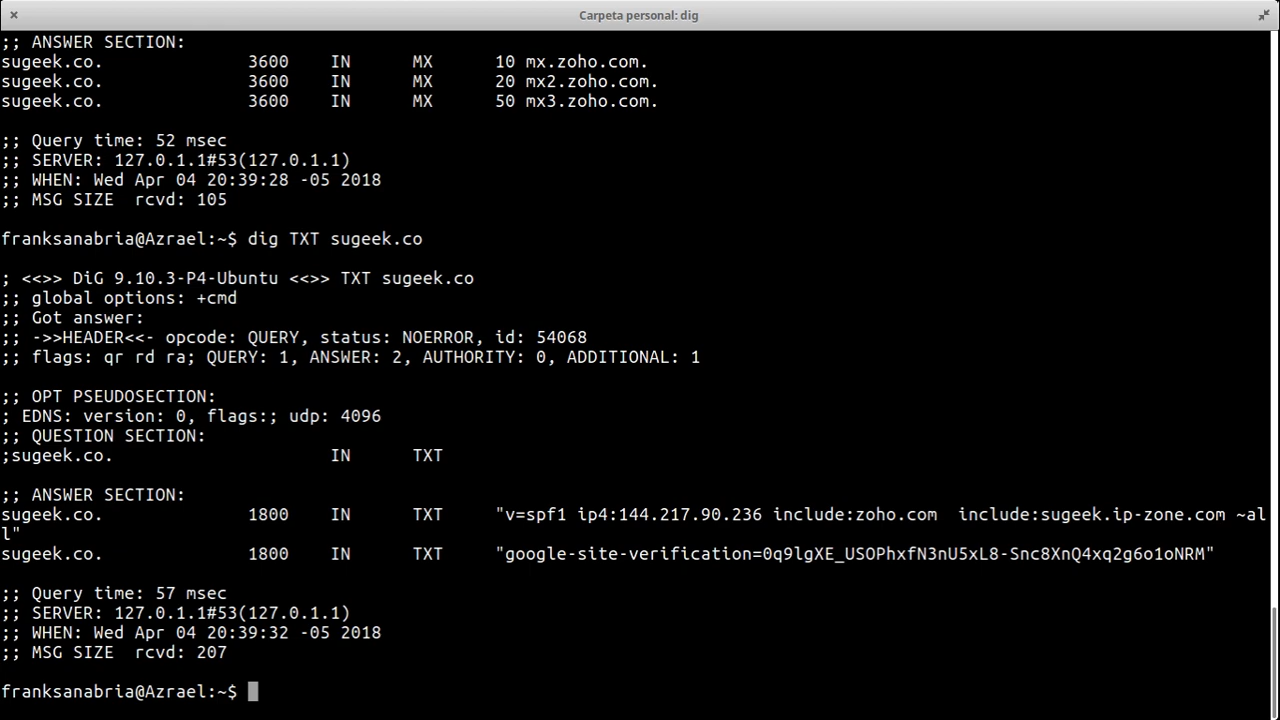 Carpeta personal: dig
;; ANSWER SECTION:
sugeek.co. 3600 IN MX 10 mx.zoho.com.
sugeek.co. 3600 IN MX 20 mx2.zoho.com.
sugeek.co. 3600 IN MX 50 mx3.zoho.com.
;; Query time: 52 msec
;; SERVER: 127.0.1.1#53(127.0.1.1)
;; WHEN: Wed Apr 04 20:39:28 -05 2018
;; MSG SIZE  rcvd: 105
franksanabria@Azrael:~$ dig TXT sugeek.co
; <<>> DiG 9.10.3-P4-Ubuntu <<>> TXT sugeek.co
;; global options: +cmd
;; Got answer:
;; ->>HEADER<<- opcode: QUERY, status: NOERROR, id: 54068
;; flags: qr rd ra; QUERY: 1, ANSWER: 2, AUTHORITY: 0, ADDITIONAL: 1
;; OPT PSEUDOSECTION:
; EDNS: version: 0, flags:; udp: 4096
;; QUESTION SECTION:
;sugeek.co. IN TXT
;; ANSWER SECTION:
sugeek.co. 1800 IN TXT "v=spf1 ip4:144.217.90.236 include:zoho.com  include:sugeek.ip-zone.com ~al
l"
sugeek.co. 1800 IN TXT "google-site-verification=0q9lgXE_USOPhxfN3nU5xL8-Snc8XnQ4xq2g6o1oNRM"
;; Query time: 57 msec
;; SERVER: 127.0.1.1#53(127.0.1.1)
;; WHEN: Wed Apr 04 20:39:32 -05 2018
;; MSG SIZE  rcvd: 207
franksanabria@Azrael:~$